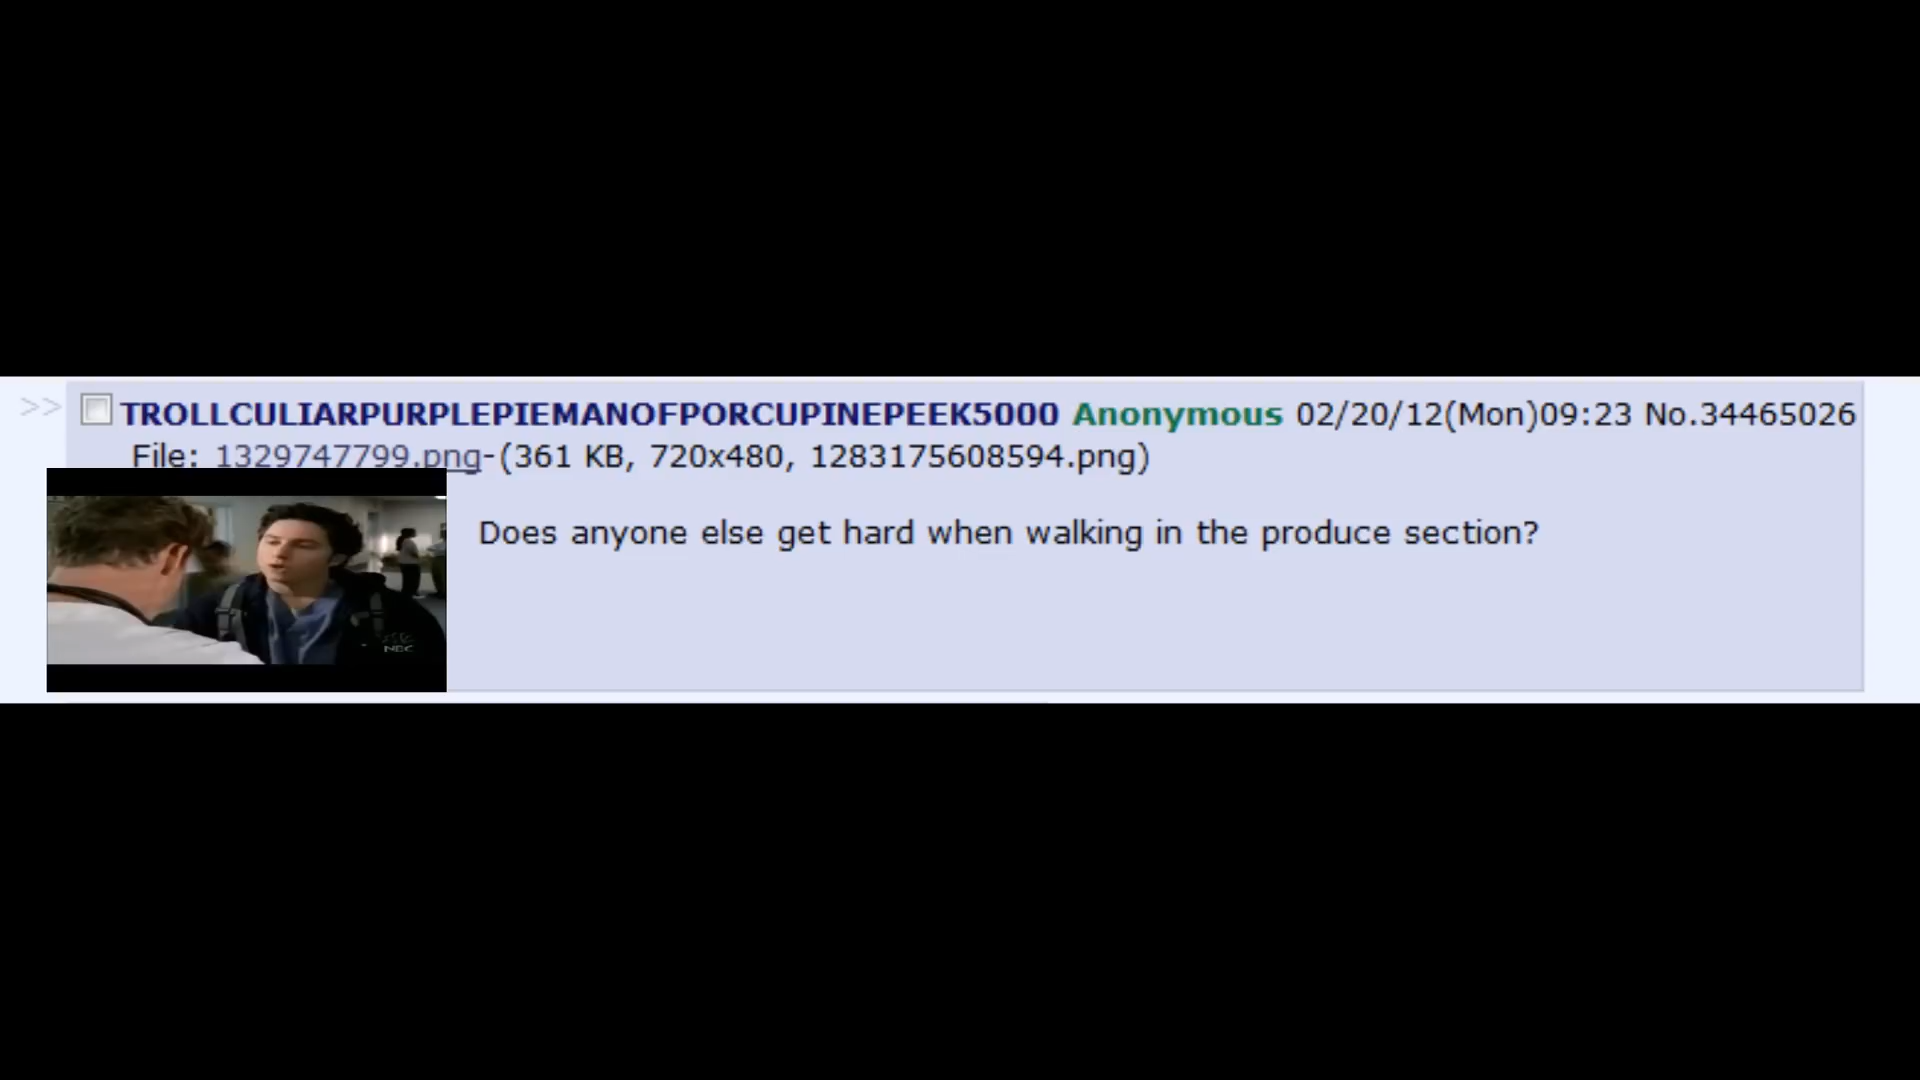 >> TROLLCULIARPURPLEPIEMANOFPORCUPINEPEEK5000 Anonymous 02/20/12(Mon)09:23 No.34465026
File: 1329747799.png-(361 KB, 720x480, 1283175608594.png)
Does anyone else get hard when walking in the produce section?
NBC